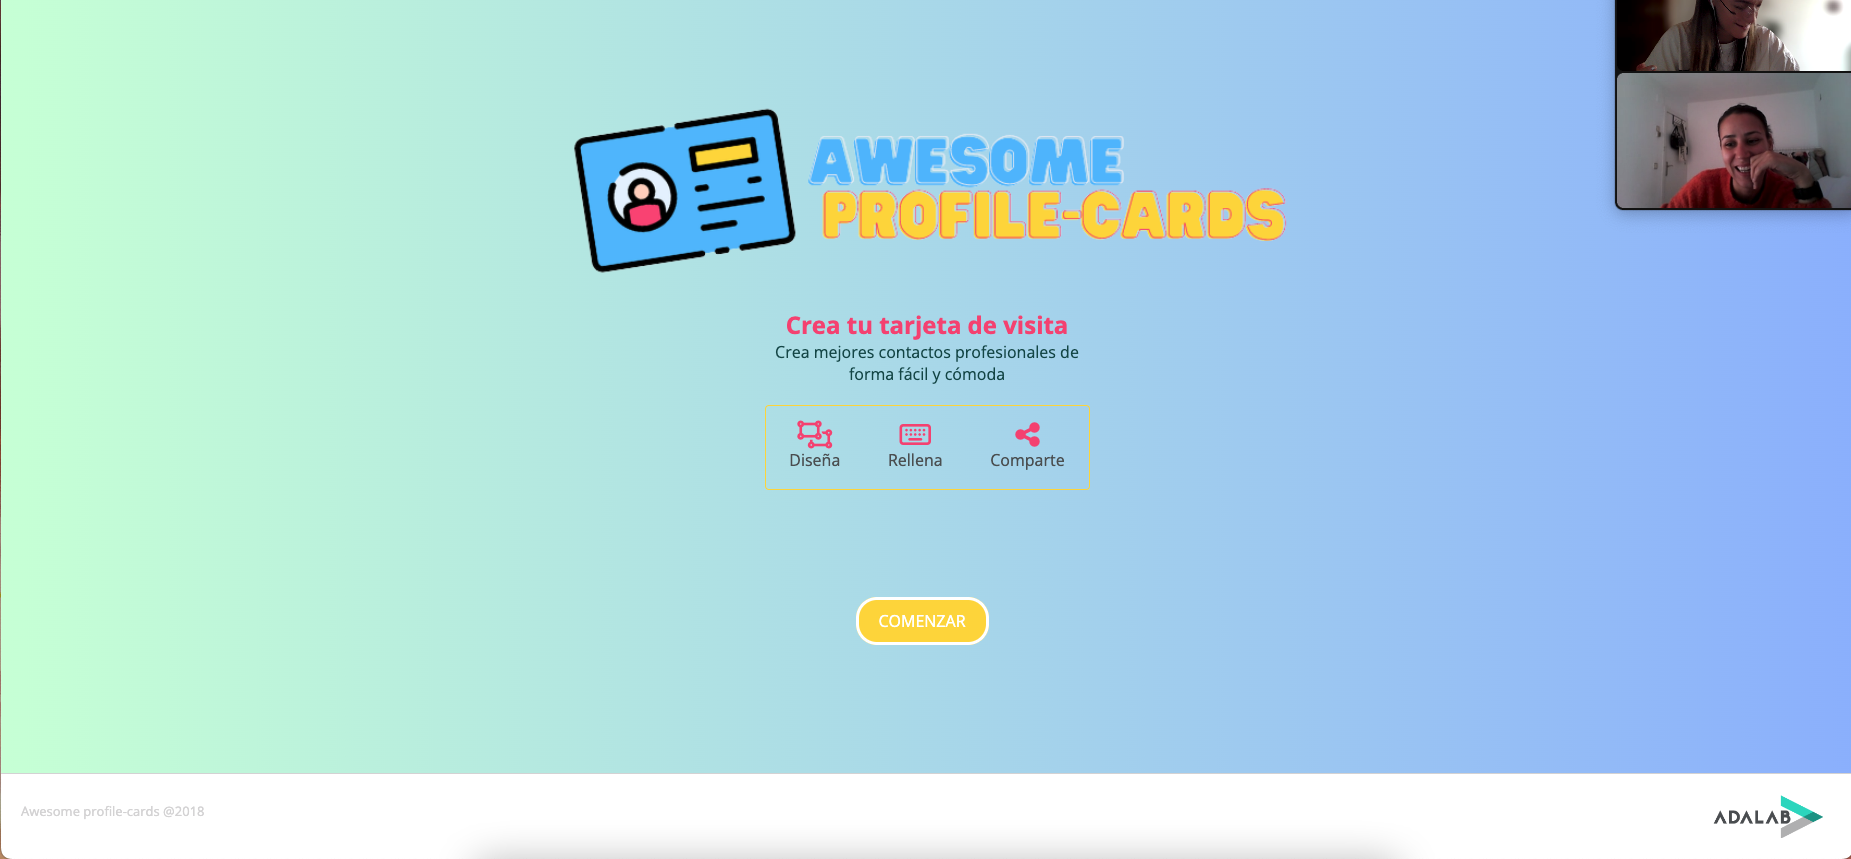 AWESOME
PROFILE-CARDS
Crea tu tarjeta de visita
Crea mejores contactos profesionales de
forma fácil y cómoda
Diseña
Rellena
Comparte
COMENZAR
Awesome profile-cards @2018
ADALAB